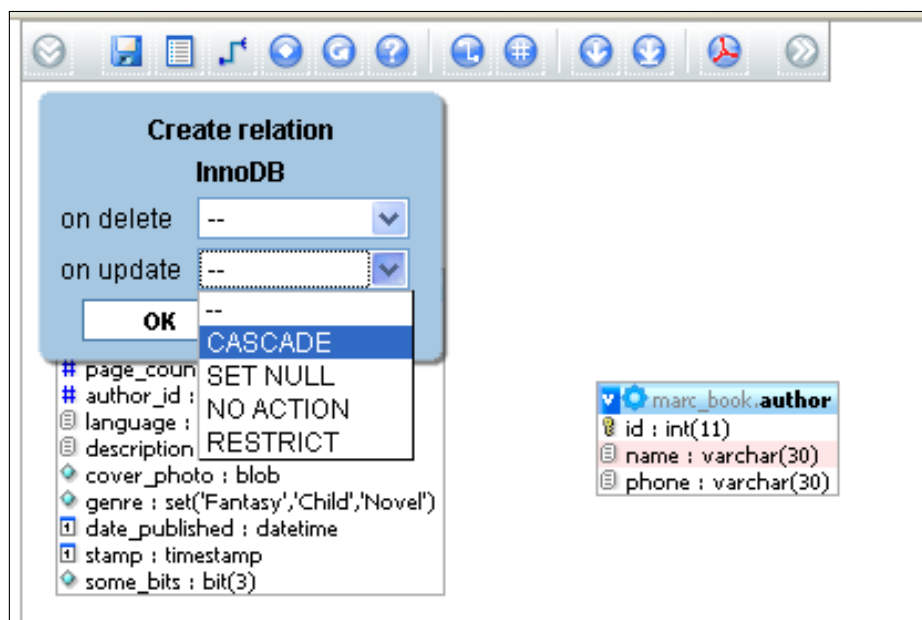 Create relation
InnoDB
on delete --
on update --
OK
--
CASCADE
SET NULL
NO ACTION
RESTRICT
# page_coun
# author_id :
language :
description
cover_photo : blob
genre : set('Fantasy','Child','Novel')
date_published : datetime
stamp : timestamp
some_bits : bit(3)
marc_book.author
id : int(11)
name : varchar(30)
phone : varchar(30)